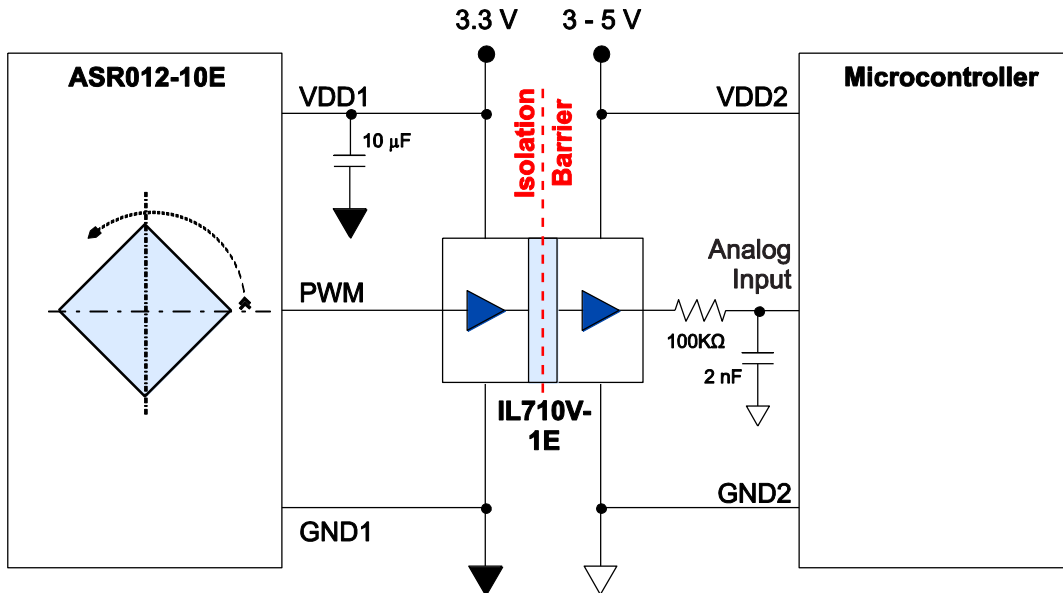 3.3 V
3 - 5 V
ASR012-10E
Microcontroller
VDD1
VDD2
10 μF
Isolation
Barrier
Analog
Input
PWM
100KΩ
2 nF
IL710V-
1E
GND2
GND1